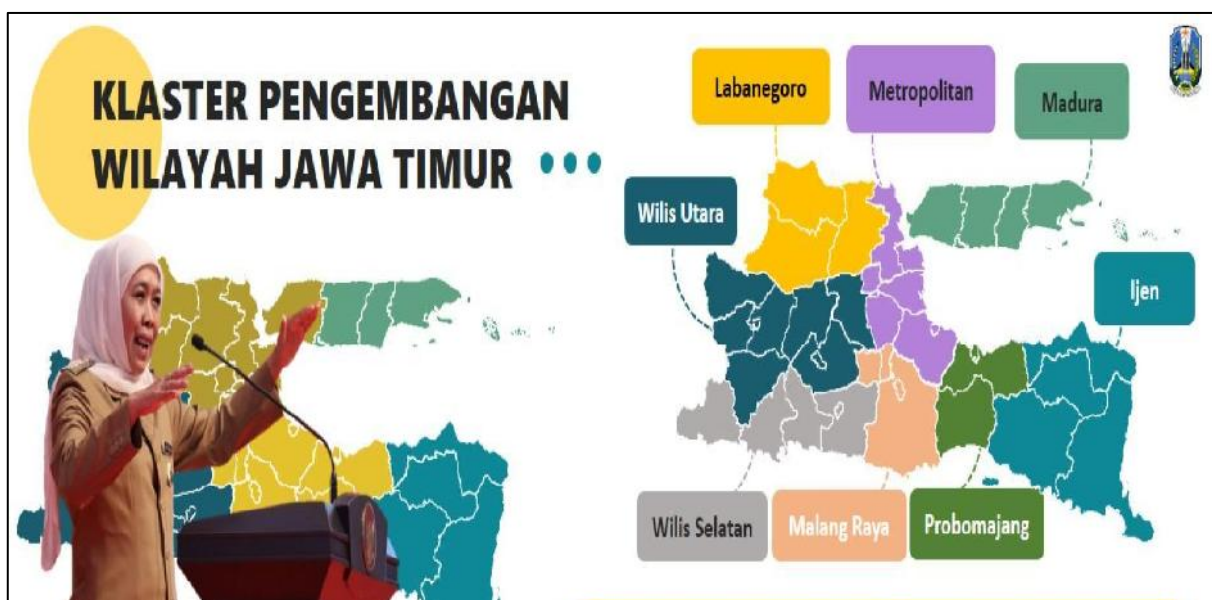 KLASTER PENGEMBANGAN
WILAYAH JAWA TIMUR
Labanegoro
Metropolitan
Madura
Wilis Utara
Ijen
Wilis Selatan
Malang Raya
Probomajang